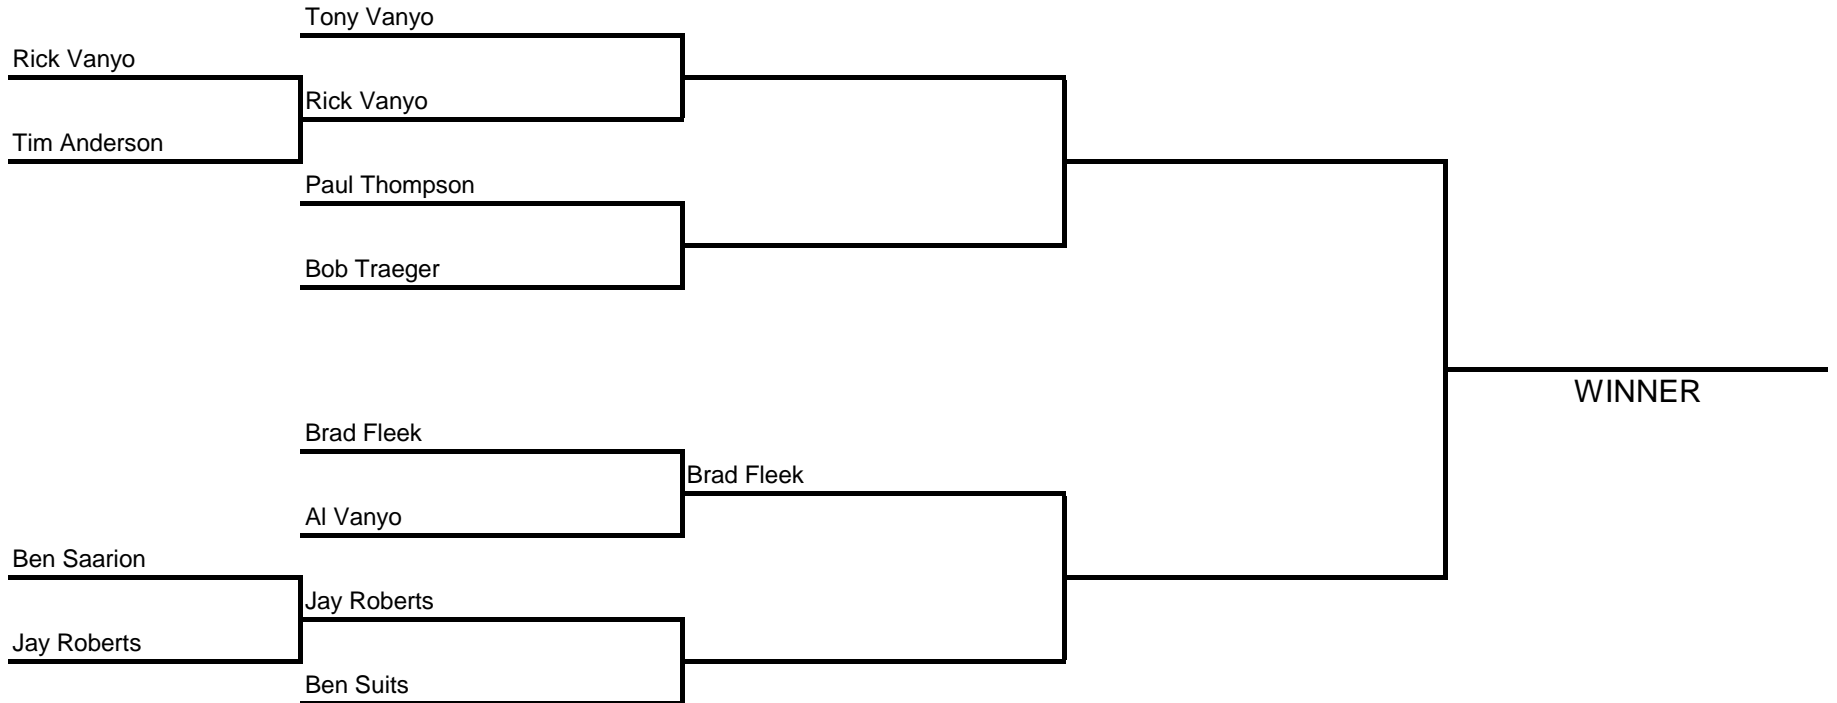 Tony Vanyo
Rick Vanyo
Rick Vanyo
Tim Anderson
Paul Thompson
Bob Traeger
WINNER
Brad Fleek
Brad Fleek
Al Vanyo
Ben Saarion
Jay Roberts
Jay Roberts
Ben Suits